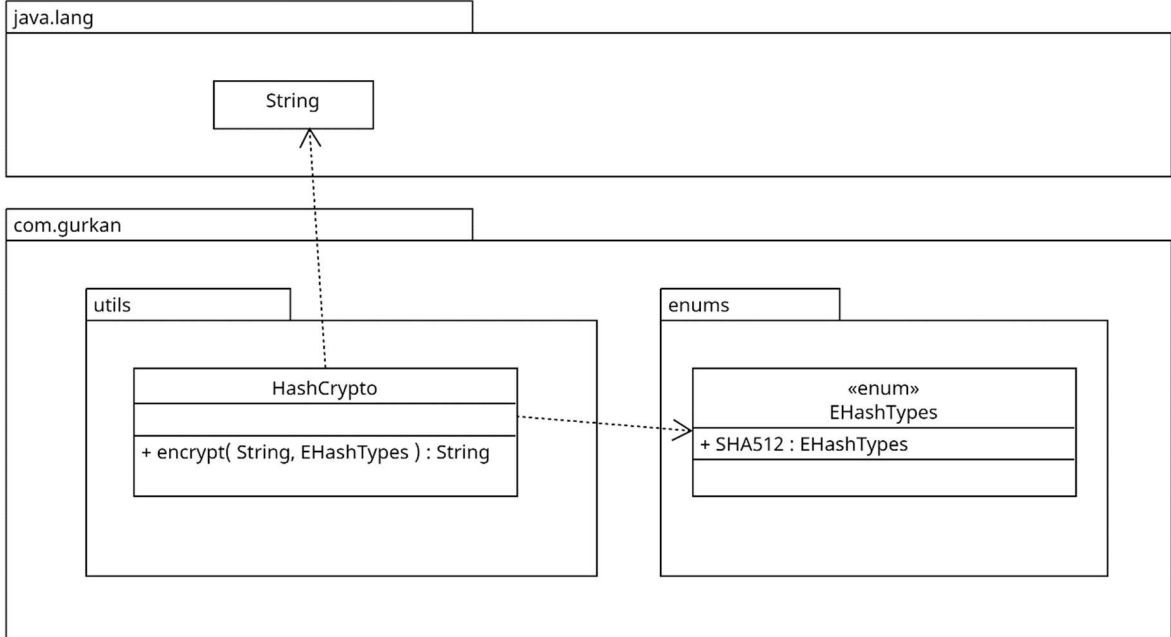 java.lang
String
com.gurkan
utils
enums
HashCrypto
+ encrypt( String, EHashTypes ) : String
«enum»
EHashTypes
+ SHA512 : EHashTypes